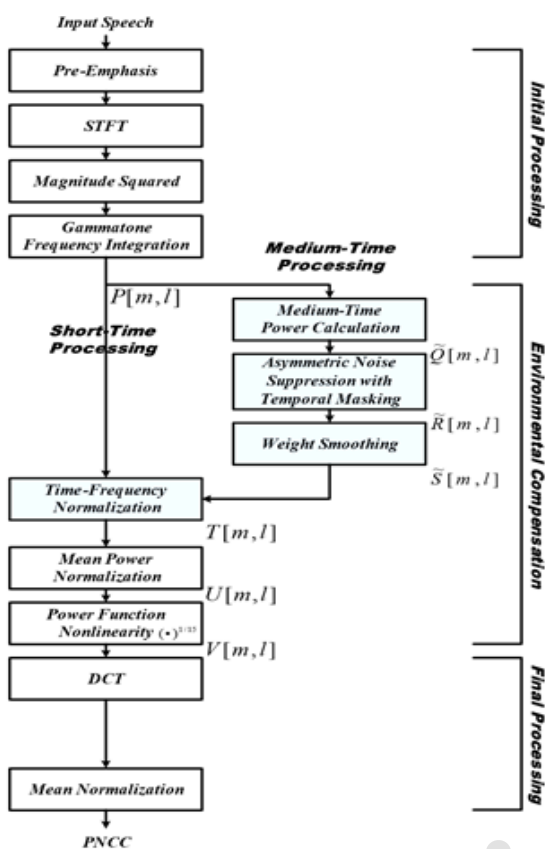 Input Speech
Pre-Emphasis
STFT
Magnitude Squared
Gammatone
Frequency Integration
Initial Processing
Medium-Time
Processing
P[m,l]
Short-Time
Processing
Medium-Time
Power Calculation
Q̃[m,l]
Asymmetric Noise
Suppression with
Temporal Masking
R̃[m,l]
Weight Smoothing
S̃[m,l]
Environmental Compensation
Time-Frequency
Normalization
T[m,l]
Mean Power
Normalization
U[m,l]
Power Function
Nonlinearity (•)¹/¹⁵
V[m,l]
DCT
Mean Normalization
Final Processing
PNCC